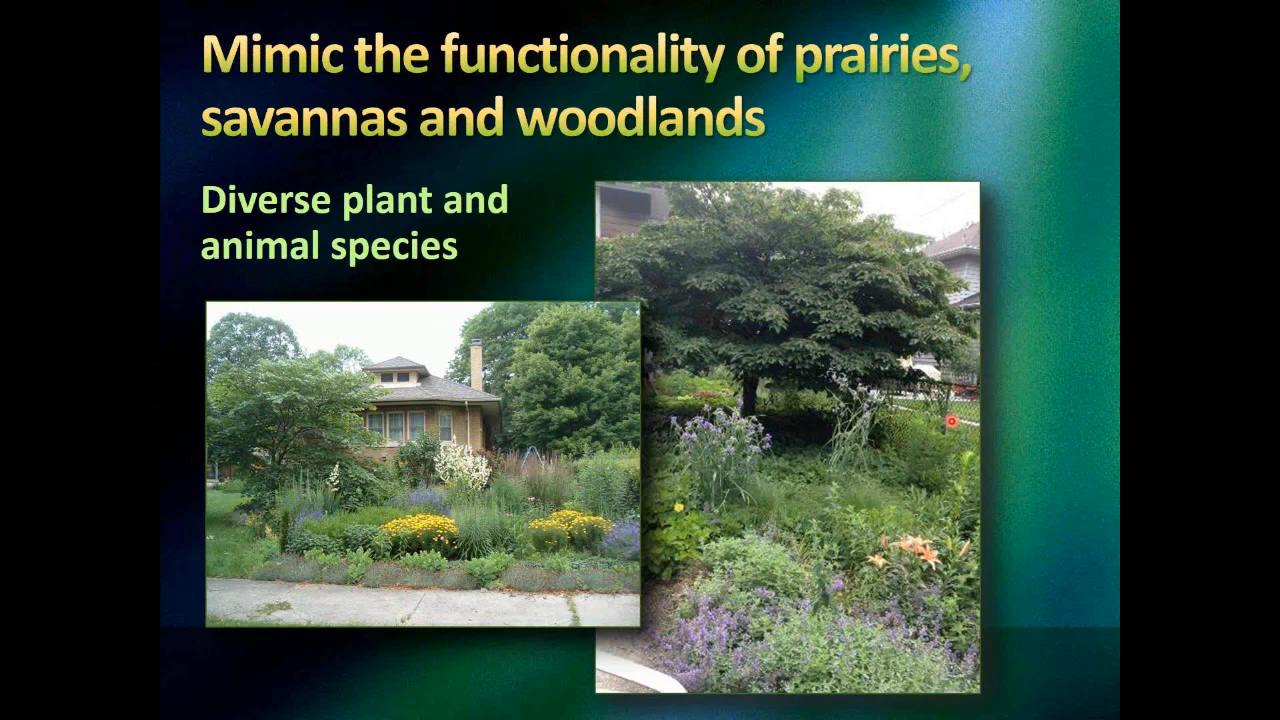 Mimic the functionality of prairies,
savannas and woodlands
Diverse plant and
animal species